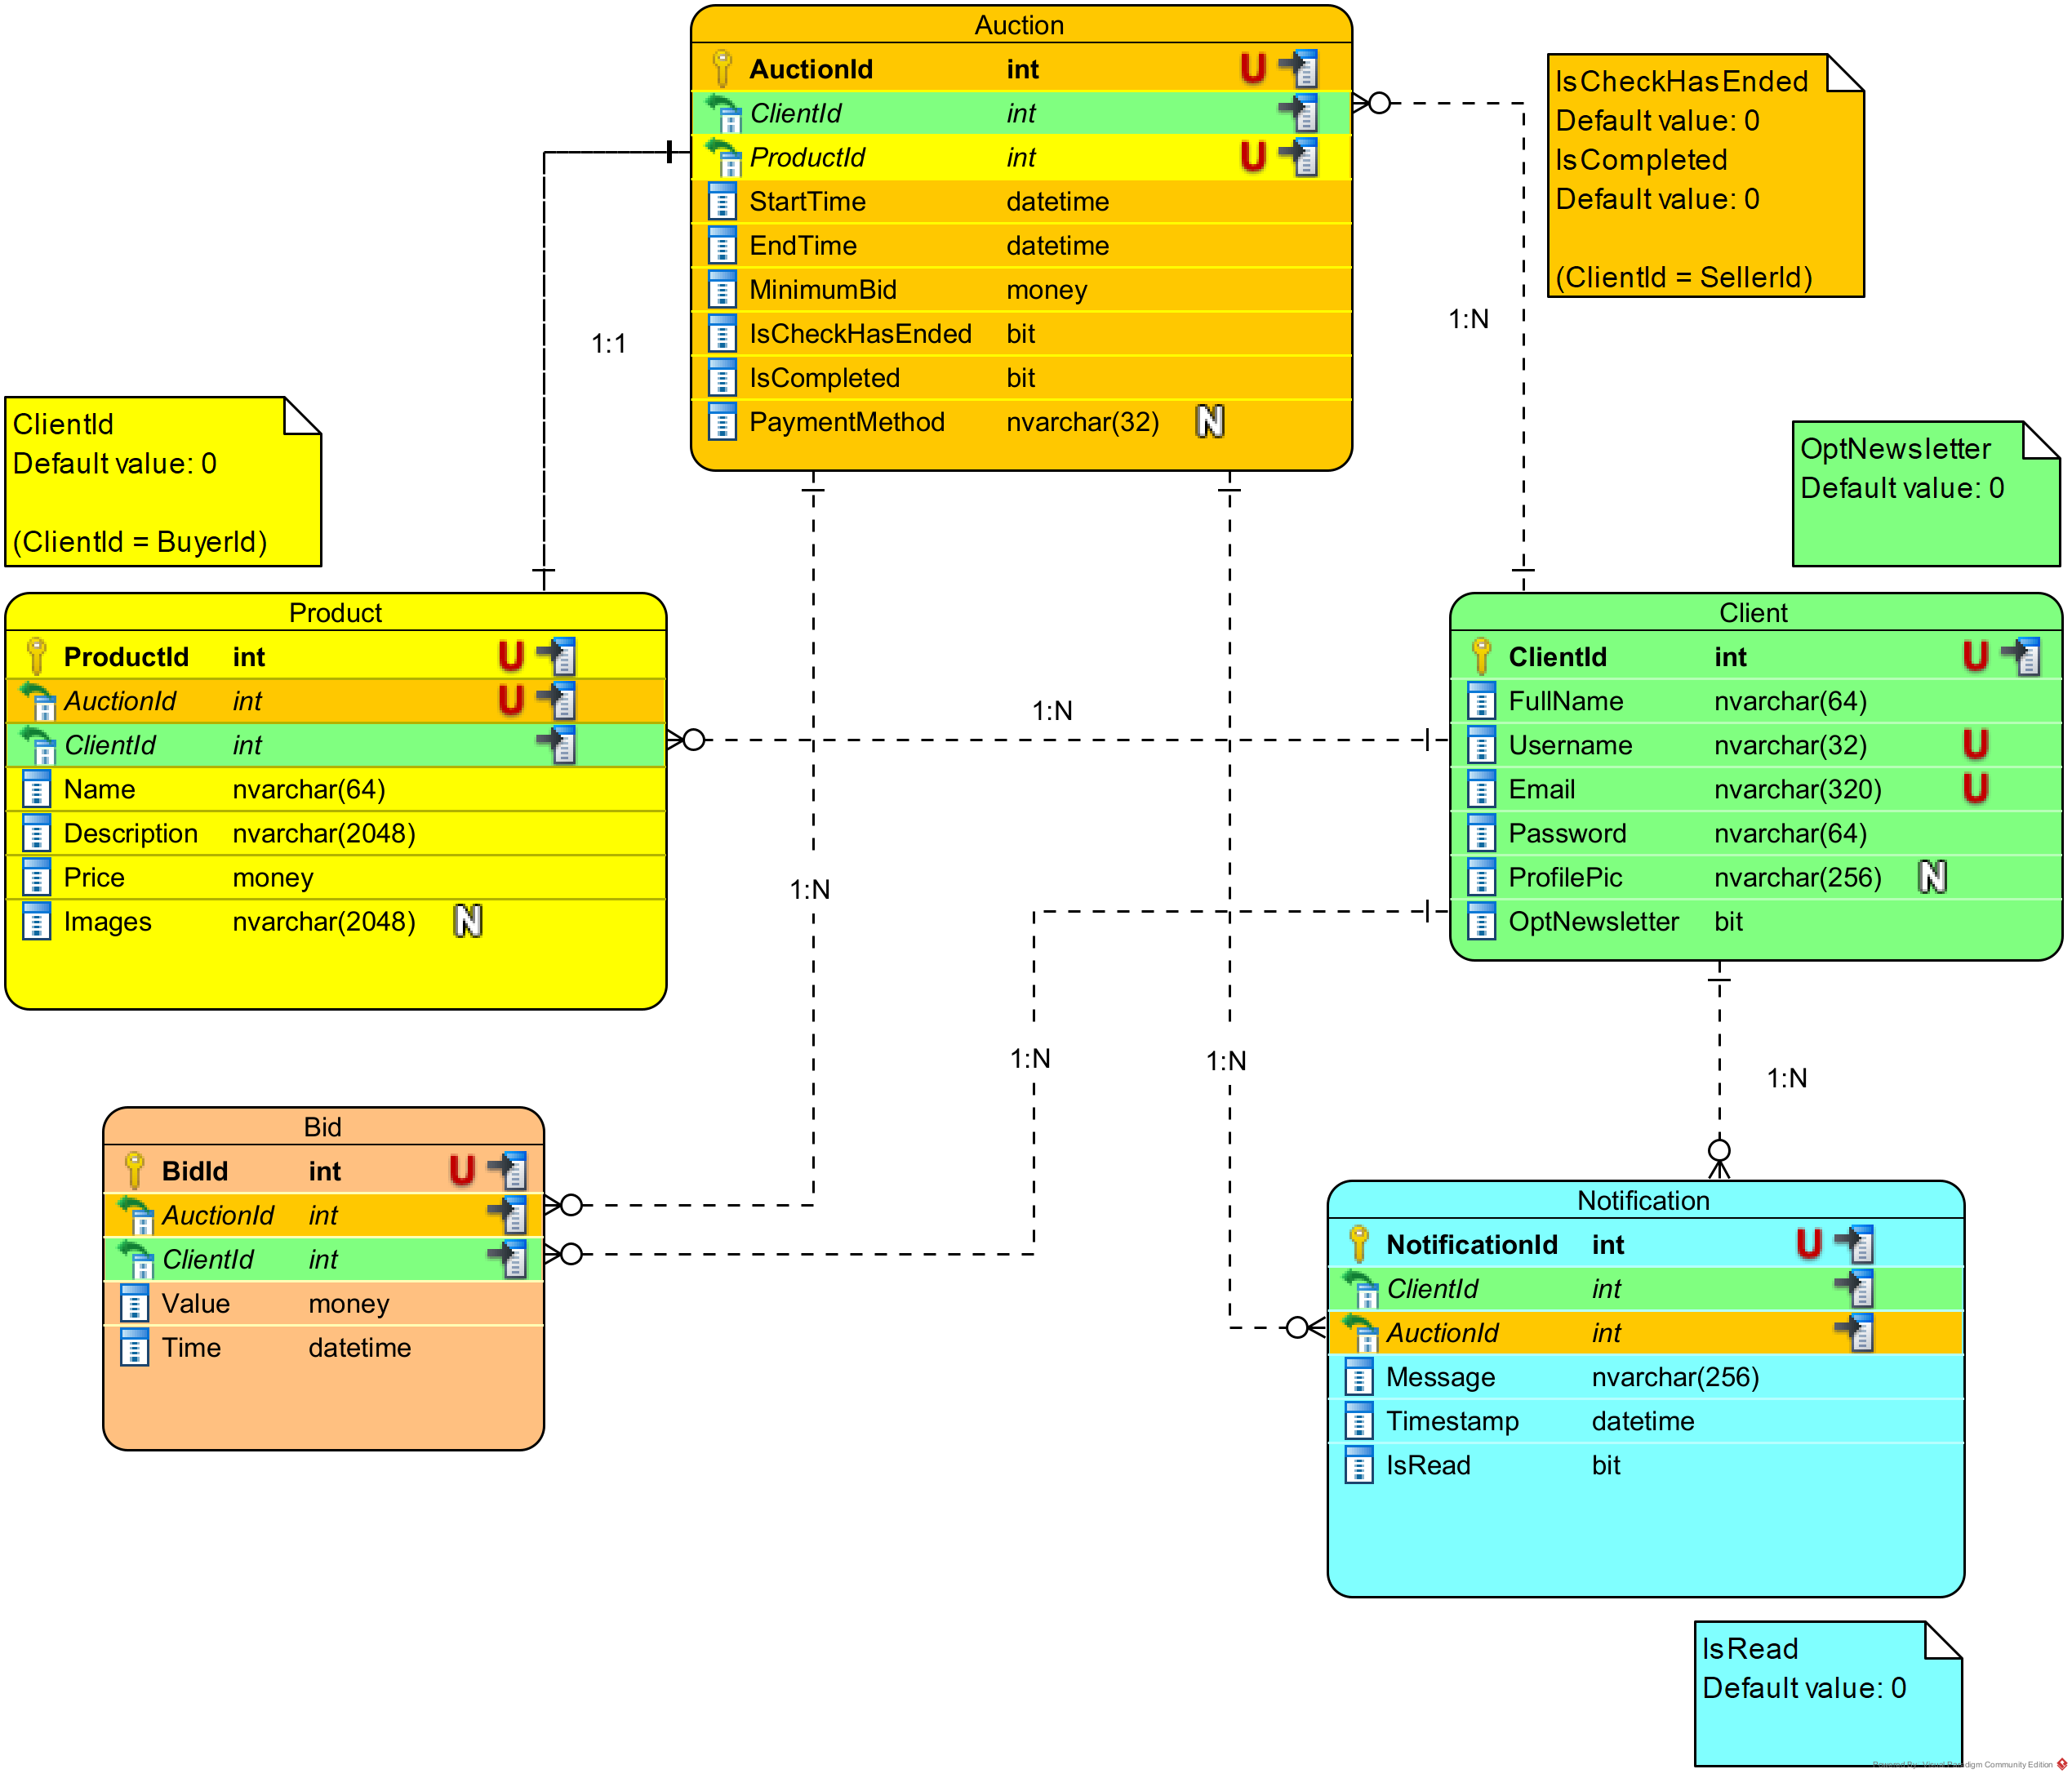 Auction
AuctionId int U
ClientId int
ProductId int U
StartTime datetime
EndTime datetime
MinimumBid money
IsCheckHasEnded bit
IsCompleted bit
PaymentMethod nvarchar(32) N
IsCheckHasEnded
Default value: 0
IsCompleted
Default value: 0
(ClientId = SellerId)
1:1
1:N
ClientId
Default value: 0
(ClientId = BuyerId)
OptNewsletter
Default value: 0
Product
ProductId int U
AuctionId int U
ClientId int
Name nvarchar(64)
Description nvarchar(2048)
Price money
Images nvarchar(2048) N
1:N
Client
ClientId int U
FullName nvarchar(64)
Username nvarchar(32) U
Email nvarchar(320) U
Password nvarchar(64)
ProfilePic nvarchar(256) N
OptNewsletter bit
1:N
1:N
1:N
1:N
Bid
BidId int U
AuctionId int
ClientId int
Value money
Time datetime
Notification
NotificationId int U
ClientId int
AuctionId int
Message nvarchar(256)
Timestamp datetime
IsRead bit
IsRead
Default value: 0
Powered By: Visual Paradigm Community Edition